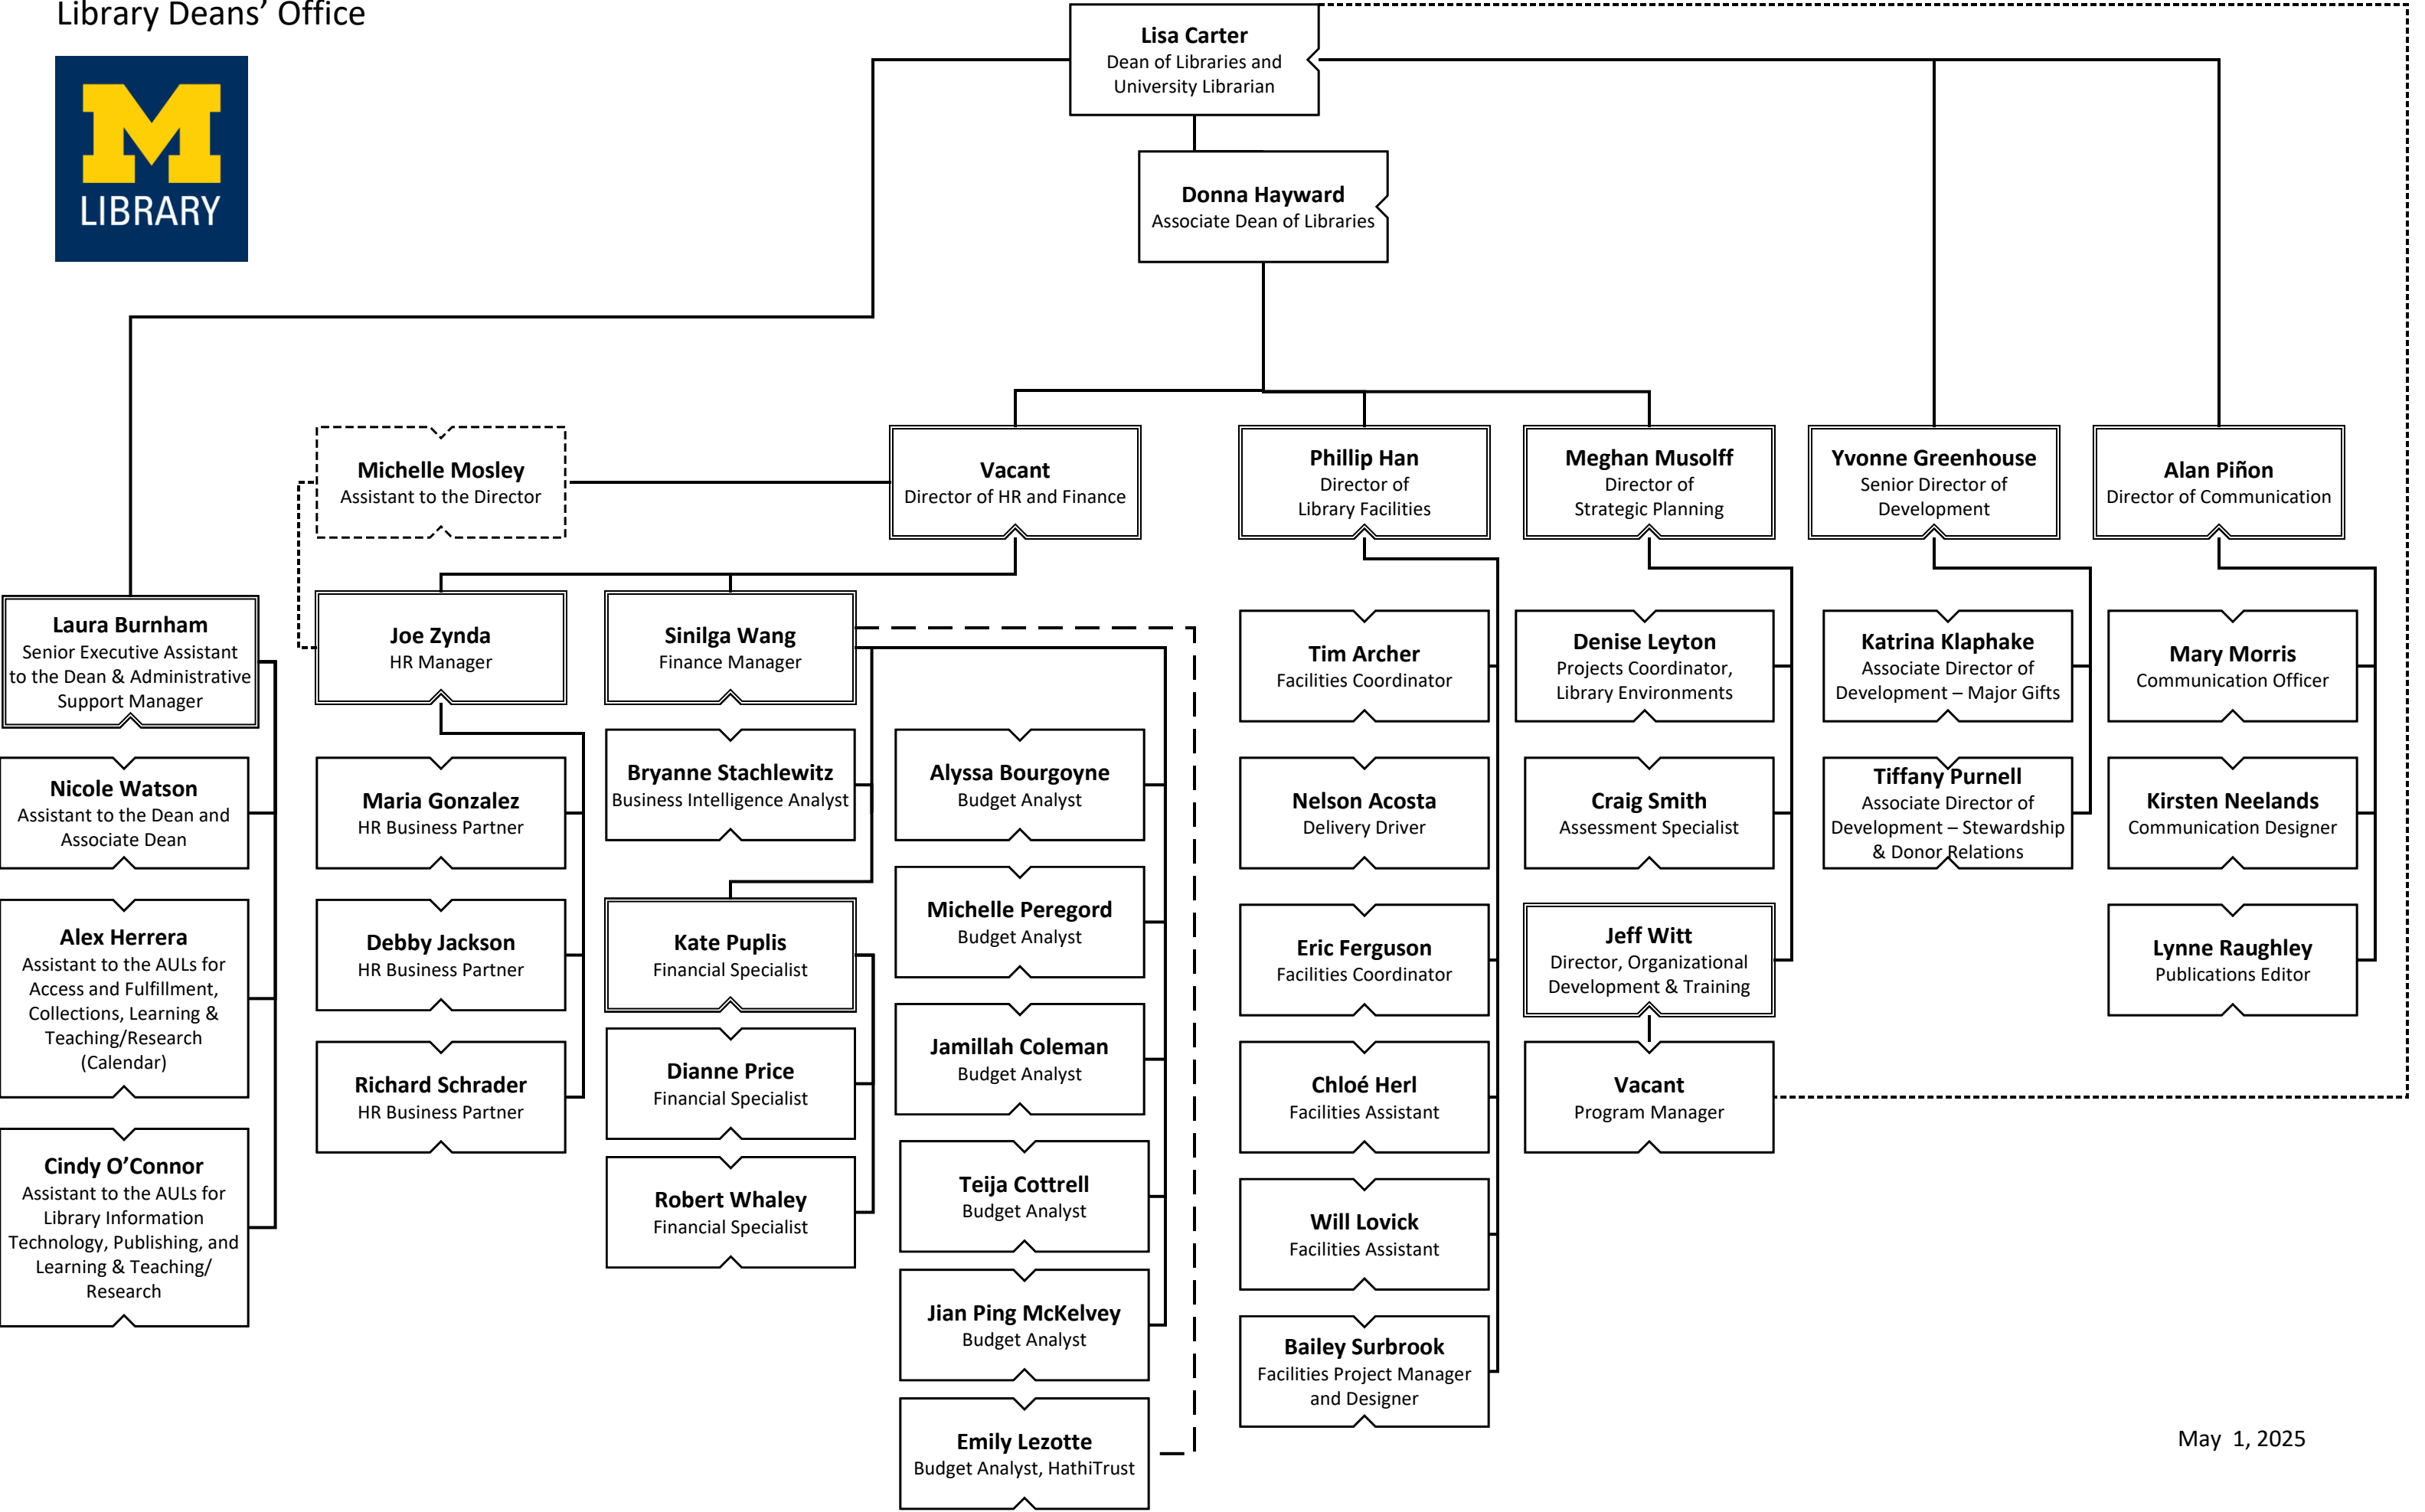 Library Deans’ Office
M
LIBRARY
Lisa Carter
Dean of Libraries and
University Librarian
Donna Hayward
Associate Dean of Libraries
Michelle Mosley
Assistant to the Director
Vacant
Director of HR and Finance
Phillip Han
Director of
Library Facilities
Meghan Musolff
Director of
Strategic Planning
Yvonne Greenhouse
Senior Director of
Development
Alan Piñon
Director of Communication
Laura Burnham
Senior Executive Assistant
to the Dean & Administrative
Support Manager
Nicole Watson
Assistant to the Dean and
Associate Dean
Alex Herrera
Assistant to the AULs for
Access and Fulfillment,
Collections, Learning &
Teaching/Research
(Calendar)
Cindy O’Connor
Assistant to the AULs for
Library Information
Technology, Publishing, and
Learning & Teaching/
Research
Joe Zynda
HR Manager
Maria Gonzalez
HR Business Partner
Debby Jackson
HR Business Partner
Richard Schrader
HR Business Partner
Sinilga Wang
Finance Manager
Bryanne Stachlewitz
Business Intelligence Analyst
Kate Puplis
Financial Specialist
Dianne Price
Financial Specialist
Robert Whaley
Financial Specialist
Alyssa Bourgoyne
Budget Analyst
Michelle Peregord
Budget Analyst
Jamillah Coleman
Budget Analyst
Teija Cottrell
Budget Analyst
Jian Ping McKelvey
Budget Analyst
Emily Lezotte
Budget Analyst, HathiTrust
Tim Archer
Facilities Coordinator
Nelson Acosta
Delivery Driver
Eric Ferguson
Facilities Coordinator
Chloé Herl
Facilities Assistant
Will Lovick
Facilities Assistant
Bailey Surbrook
Facilities Project Manager
and Designer
Denise Leyton
Projects Coordinator,
Library Environments
Craig Smith
Assessment Specialist
Jeff Witt
Director, Organizational
Development & Training
Vacant
Program Manager
Katrina Klaphake
Associate Director of
Development – Major Gifts
Tiffany Purnell
Associate Director of
Development – Stewardship
& Donor Relations
Mary Morris
Communication Officer
Kirsten Neelands
Communication Designer
Lynne Raughley
Publications Editor
May 1, 2025